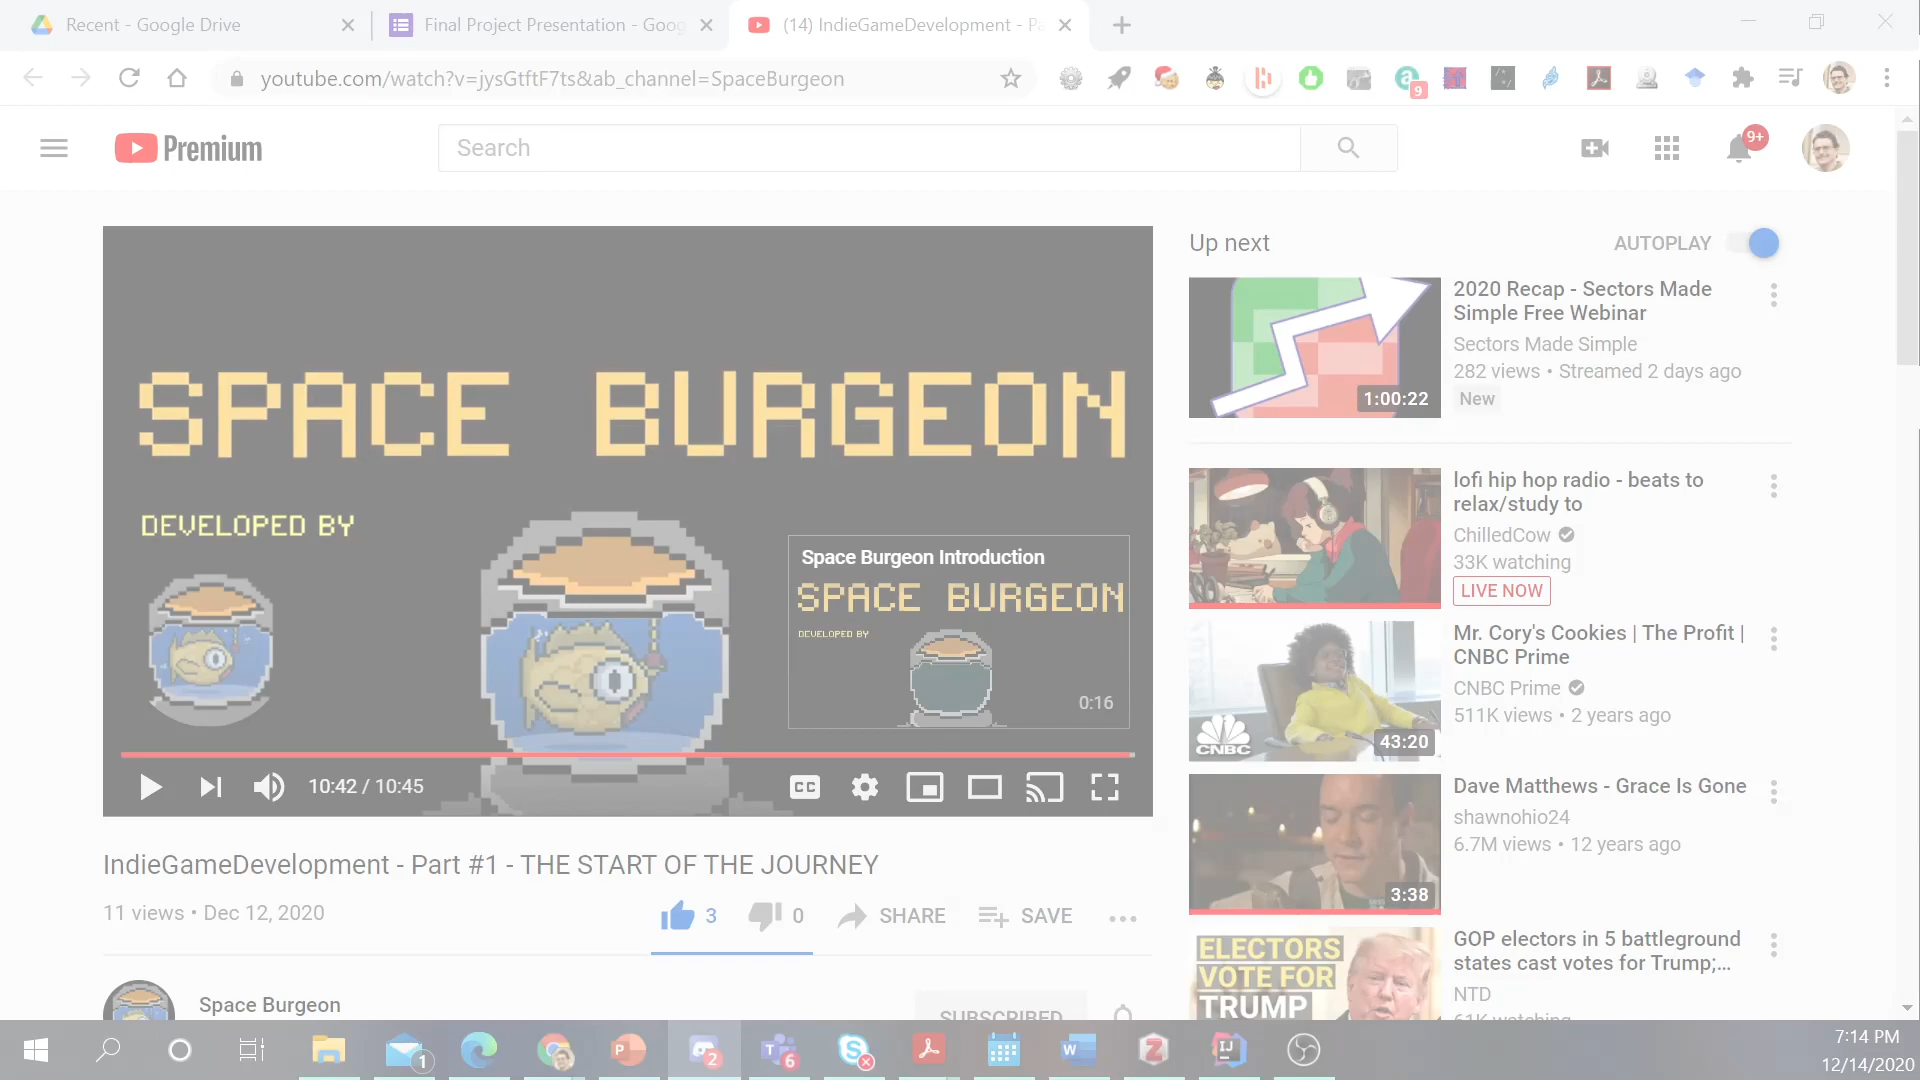 Recent - Google Drive
Final Project Presentation - Goog
(14) IndieGameDevelopment - Pa
youtube.com/watch?v=jysGtftF7ts&ab_channel=SpaceBurgeon
9
Premium
Search
9+
SPACE BURGEON
DEVELOPED BY
Space Burgeon Introduction
SPACE BURGEON
DEVELOPED BY
0:16
10:42 / 10:45
CC
IndieGameDevelopment - Part #1 - THE START OF THE JOURNEY
11 views • Dec 12, 2020
3
0
SHARE
SAVE
Space Burgeon
SUBSCRIBED
Up next
AUTOPLAY
1:00:22
2020 Recap - Sectors Made
Simple Free Webinar
Sectors Made Simple
282 views • Streamed 2 days ago
New
lofi hip hop radio - beats to
relax/study to
ChilledCow
33K watching
LIVE NOW
CNBC
43:20
Mr. Cory's Cookies | The Profit |
CNBC Prime
CNBC Prime
511K views • 2 years ago
3:38
Dave Matthews - Grace Is Gone
shawnohio24
6.7M views • 12 years ago
ELECTORS
VOTE FOR
TRUMP
GOP electors in 5 battleground
states cast votes for Trump;...
NTD
61K watching
1
P
2
T
6
W
Z
IJ
7:14 PM
12/14/2020